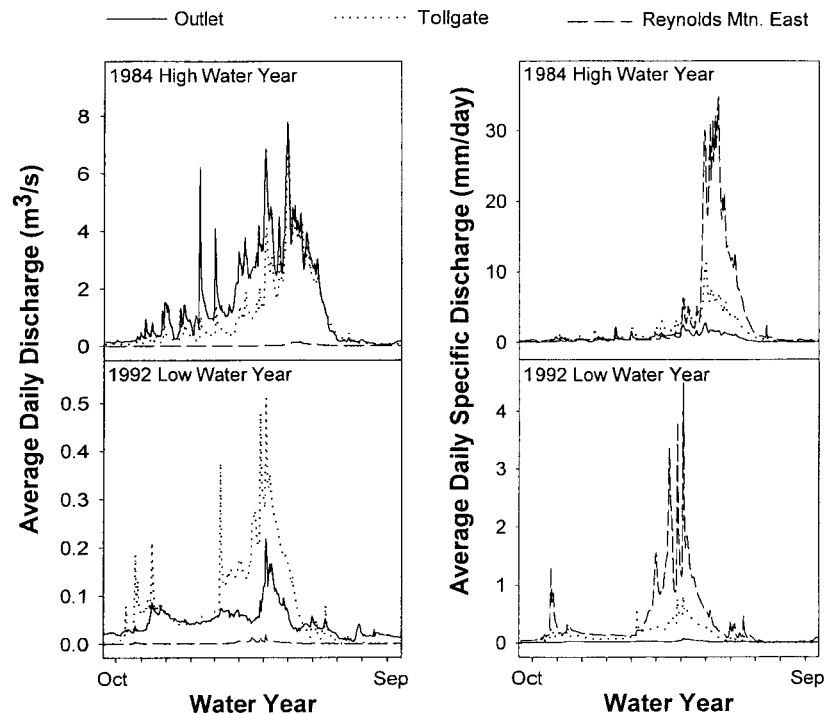 Outlet
Tollgate
Reynolds Mtn. East
1984 High Water Year
8
6
4
2
0
Average Daily Discharge (m³/s)
1992 Low Water Year
0.5
0.4
0.3
0.2
0.1
0.0
Oct
Sep
Water Year
1984 High Water Year
30
20
10
0
Average Daily Specific Discharge (mm/day)
1992 Low Water Year
4
3
2
1
0
Oct
Sep
Water Year